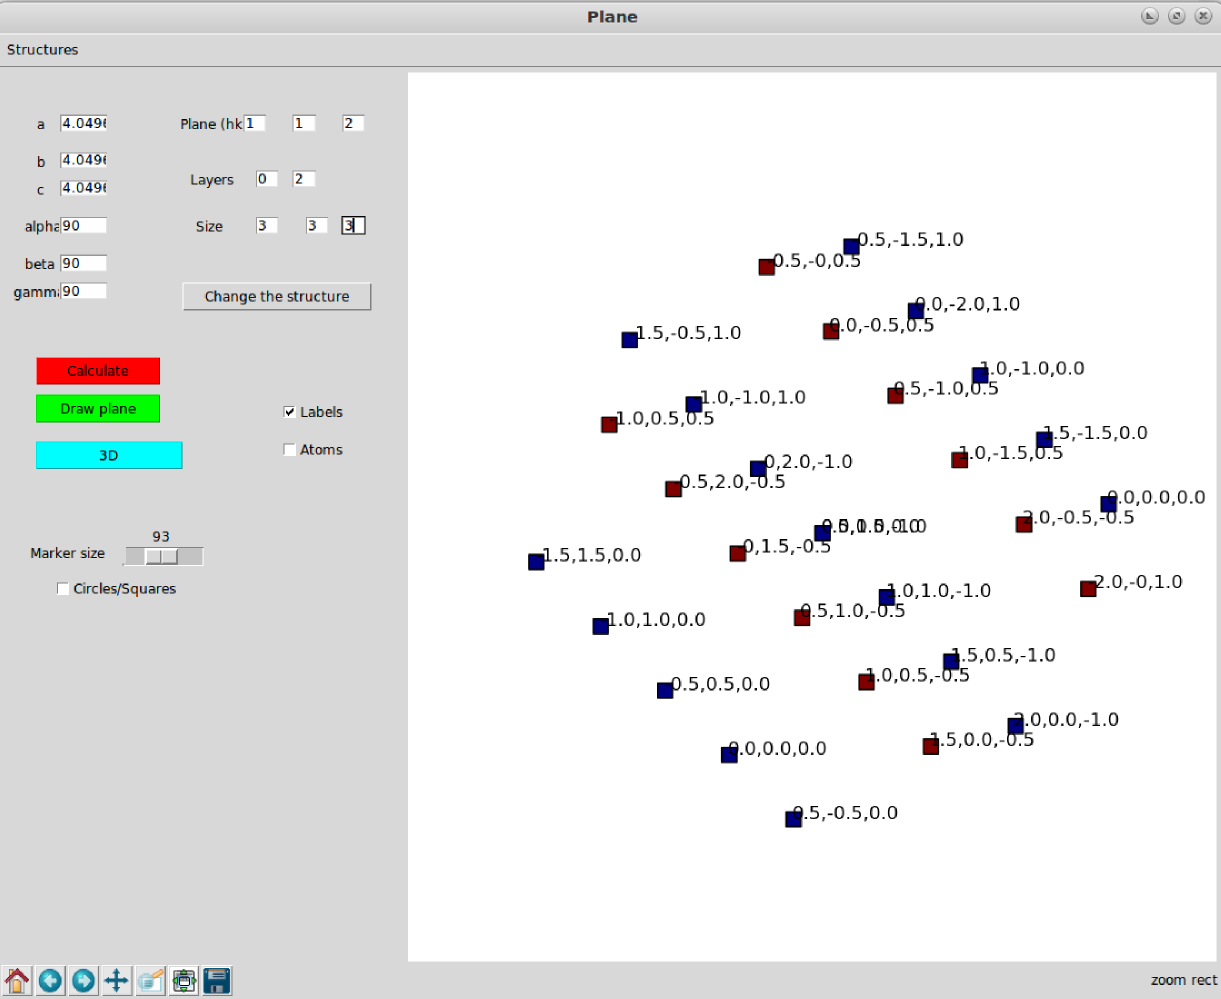 Plane
Structures
a 4.0496 Plane (hk 1 1 2
b 4.0496
c 4.0496
Layers 0 2
alpha 90 Size 3 3 3
beta 90
gamma 90
Change the structure
Calculate
Draw plane
Labels
3D
Atoms
93
Marker size
Circles/Squares
0.5,-1.5,1.0
0.5,-0,0.5
0.0,-2.0,1.0
0.0,-0.5,0.5
1.5,-0.5,1.0
1.0,-1.0,0.0
0.5,-1.0,0.5
1.0,-1.0,1.0
1.0,0.5,0.5
1.5,-1.5,0.0
1.0,-1.5,0.5
0,2.0,-1.0
0.5,2.0,-0.5
0.0,0.0,0.0
2.0,-0.5,-0.5
0,1.5,-0.5
1.5,1.5,0.0
2.0,-0,1.0
1.0,1.0,-1.0
0.5,1.0,-0.5
1.0,1.0,0.0
1.5,0.5,-1.0
1.0,0.5,-0.5
0.5,0.5,0.0
2.0,0.0,-1.0
1.5,0.0,-0.5
0.0,0.0,0.0
0.5,-0.5,0.0
zoom rect